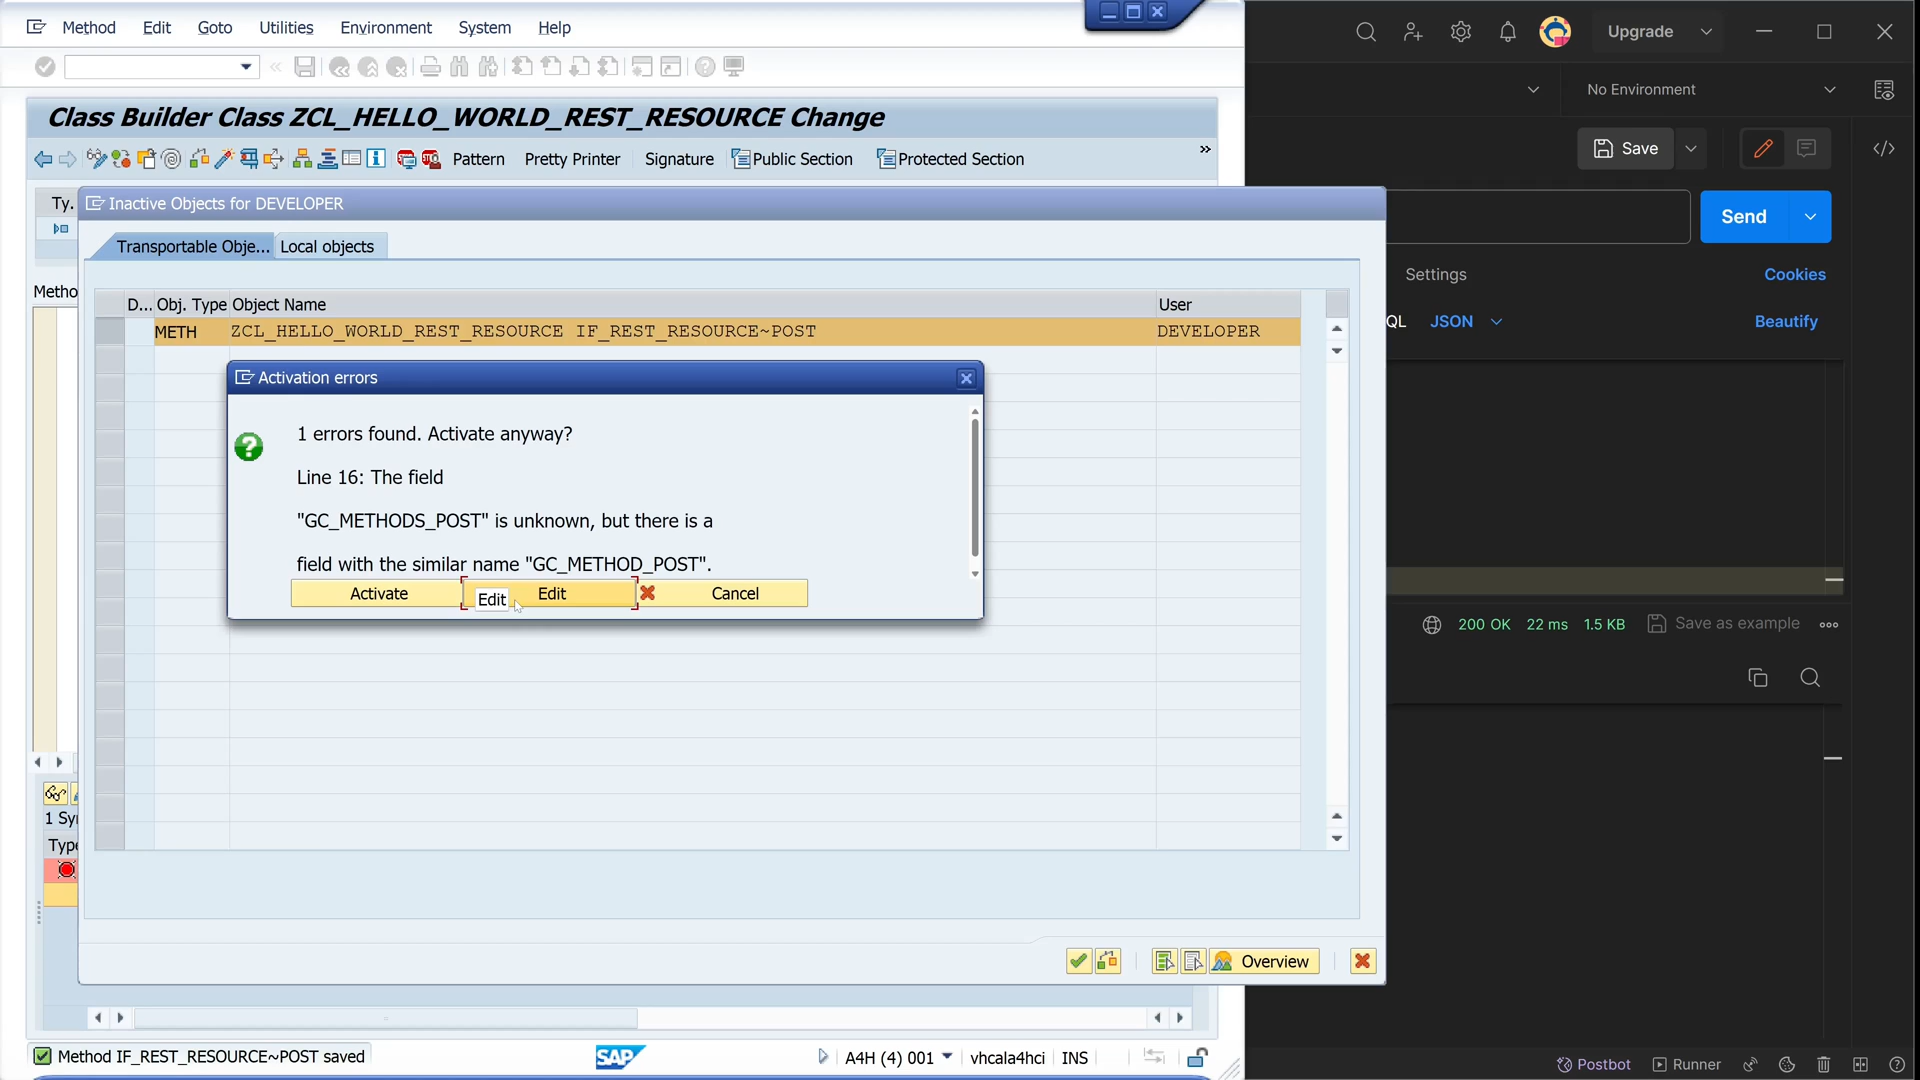 Method Edit Goto Utilities Environment System Help
Upgrade
No Environment
Class Builder Class ZCL_HELLO_WORLD_REST_RESOURCE Change
Pattern Pretty Printer Signature Public Section Protected Section »
Save
Ty.
Inactive Objects for DEVELOPER
Send
Transportable Obje... Local objects
Settings Cookies
Metho
D... Obj. Type Object Name User
QL JSON Beautify
METH ZCL_HELLO_WORLD_REST_RESOURCE IF_REST_RESOURCE~POST DEVELOPER
Activation errors
1 errors found. Activate anyway?
Line 16: The field
"GC_METHODS_POST" is unknown, but there is a
field with the similar name "GC_METHOD_POST".
Activate Edit Edit Cancel
200 OK 22 ms 1.5 KB Save as example
1 Sy
Type
Overview
Method IF_REST_RESOURCE~POST saved
SAP
A4H (4) 001 vhcala4hci INS
Postbot Runner